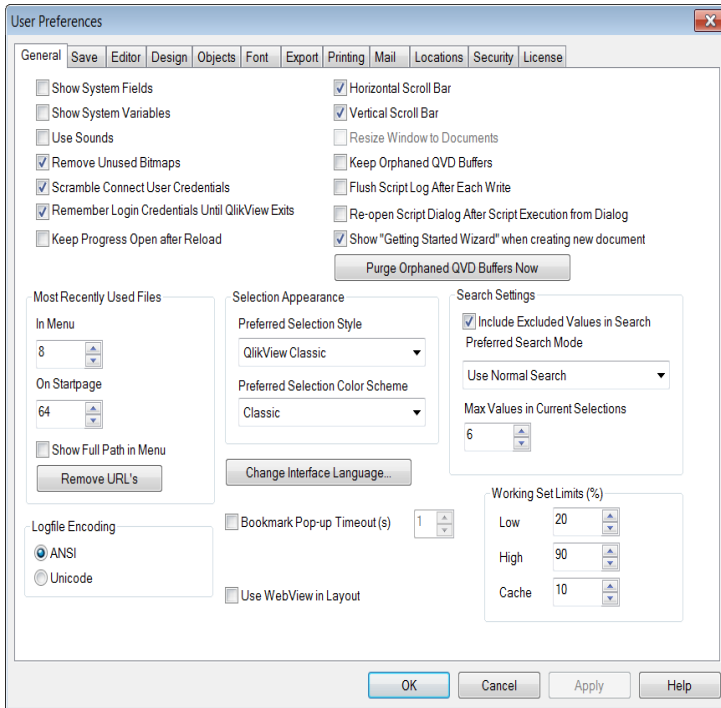 User Preferences
General Save Editor Design Objects Font Export Printing Mail Locations Security License
Show System Fields
Show System Variables
Use Sounds
Remove Unused Bitmaps
Scramble Connect User Credentials
Remember Login Credentials Until QlikView Exits
Keep Progress Open after Reload
Horizontal Scroll Bar
Vertical Scroll Bar
Resize Window to Documents
Keep Orphaned QVD Buffers
Flush Script Log After Each Write
Re-open Script Dialog After Script Execution from Dialog
Show "Getting Started Wizard" when creating new document
Purge Orphaned QVD Buffers Now
Most Recently Used Files
In Menu
8
On Startpage
64
Show Full Path in Menu
Remove URL's
Selection Appearance
Preferred Selection Style
QlikView Classic
Preferred Selection Color Scheme
Classic
Search Settings
Include Excluded Values in Search
Preferred Search Mode
Use Normal Search
Max Values in Current Selections
6
Change Interface Language...
Logfile Encoding
ANSI
Unicode
Bookmark Pop-up Timeout (s) 1
Use WebView in Layout
Working Set Limits (%)
Low 20
High 90
Cache 10
OK Cancel Apply Help